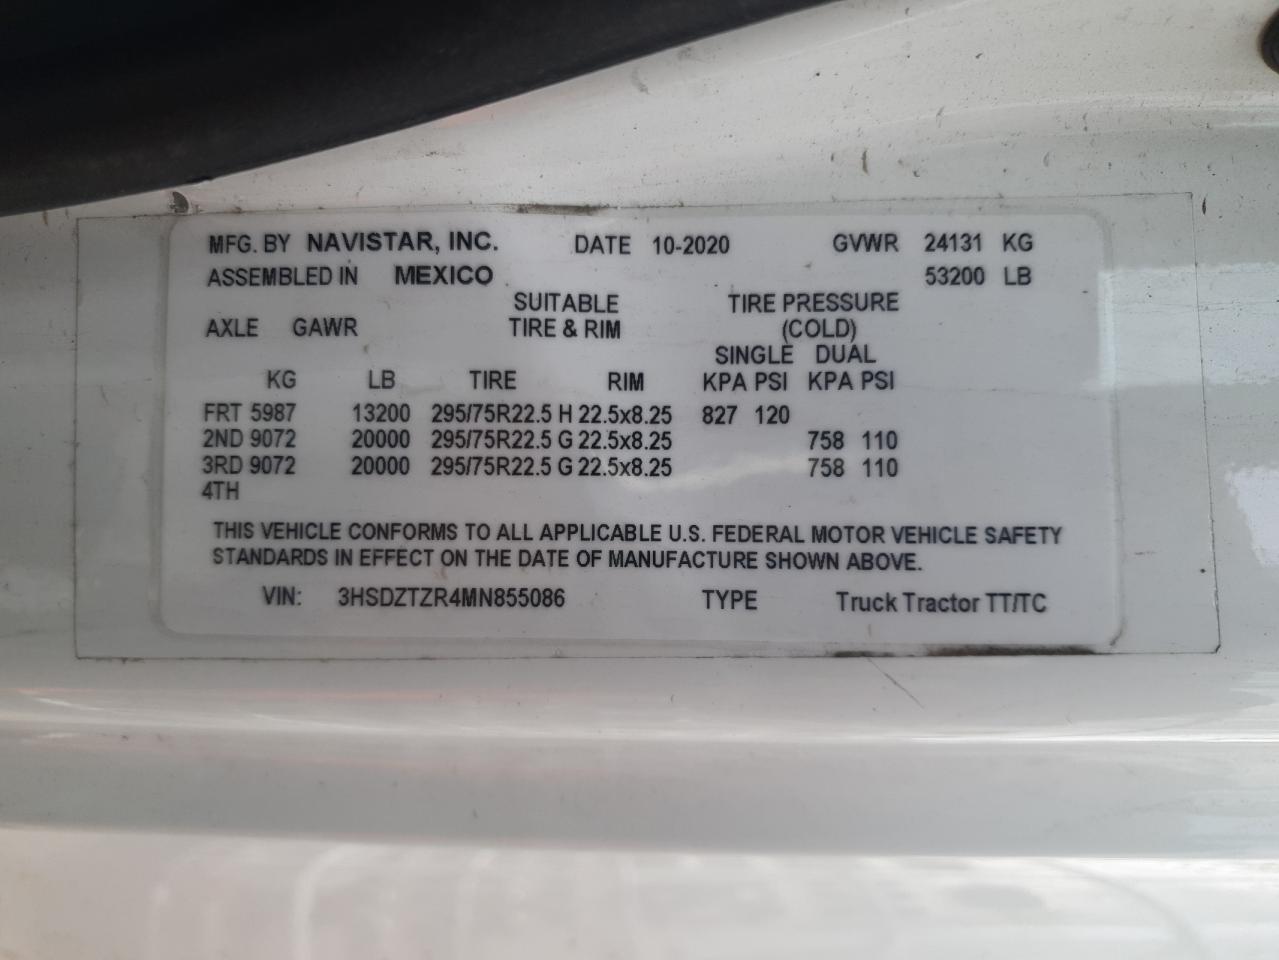 MFG. BY NAVISTAR, INC. DATE 10-2020 GVWR 24131 KG
ASSEMBLED IN MEXICO 53200 LB
SUITABLE TIRE PRESSURE
AXLE GAWR TIRE & RIM (COLD)
SINGLE DUAL
KG LB TIRE RIM KPA PSI KPA PSI
FRT 5987 13200 295/75R22.5 H 22.5x8.25 827 120
2ND 9072 20000 295/75R22.5 G 22.5x8.25 758 110
3RD 9072 20000 295/75R22.5 G 22.5x8.25 758 110
4TH
THIS VEHICLE CONFORMS TO ALL APPLICABLE U.S. FEDERAL MOTOR VEHICLE SAFETY
STANDARDS IN EFFECT ON THE DATE OF MANUFACTURE SHOWN ABOVE.
VIN: 3HSDZTZR4MN855086 TYPE Truck Tractor TT/TC